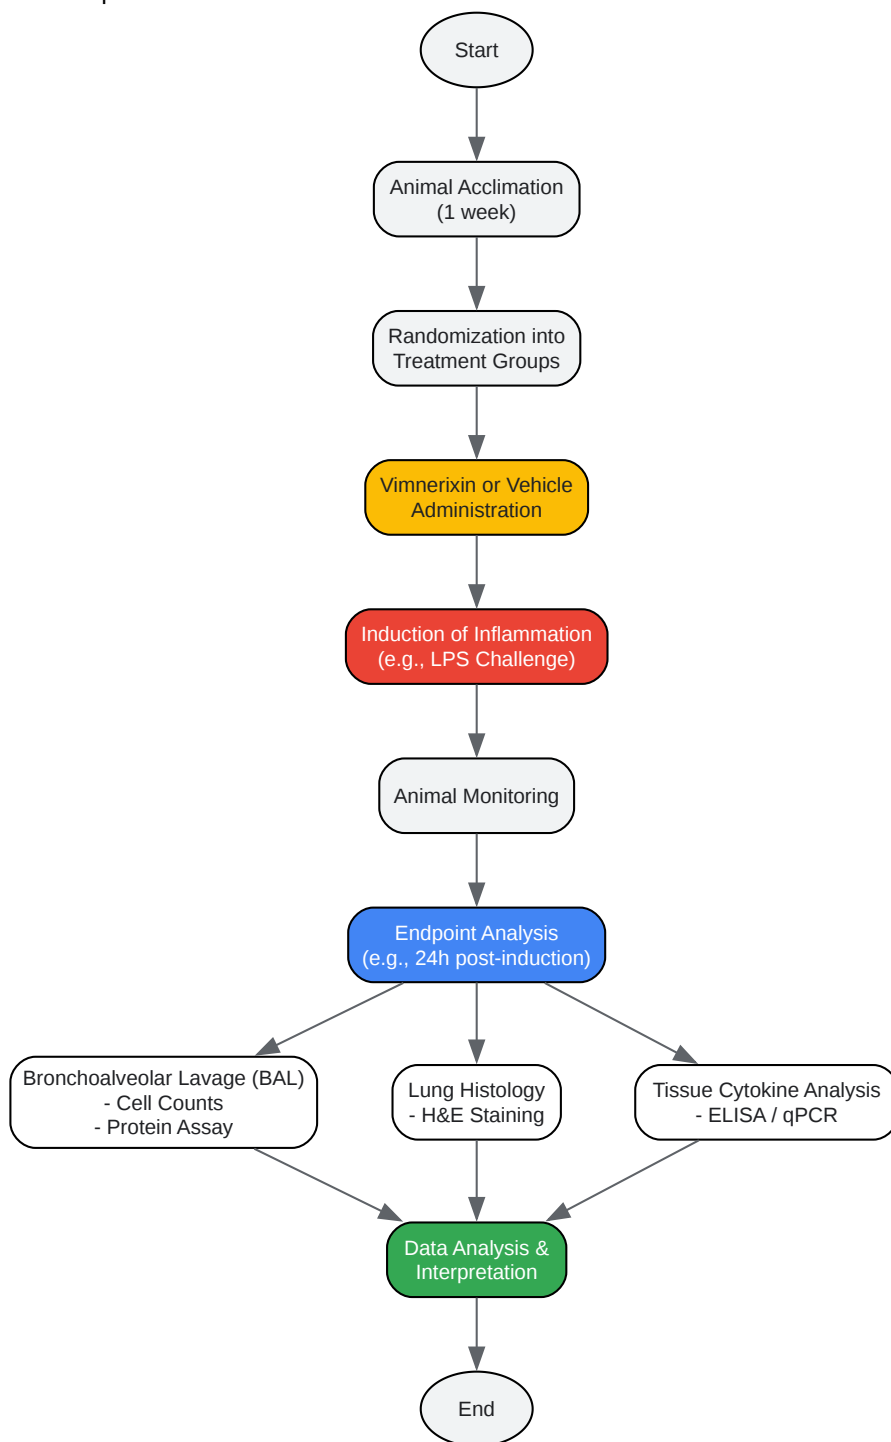 Start
Animal Acclimation
(1 week)
Randomization into
Treatment Groups
Vimnerixin or Vehicle
Administration
Induction of Inflammation
(e.g., LPS Challenge)
Animal Monitoring
Endpoint Analysis
(e.g., 24h post-induction)
Bronchoalveolar Lavage (BAL)
- Cell Counts
- Protein Assay
Lung Histology
- H&E Staining
Tissue Cytokine Analysis
- ELISA / qPCR
Data Analysis &
Interpretation
End